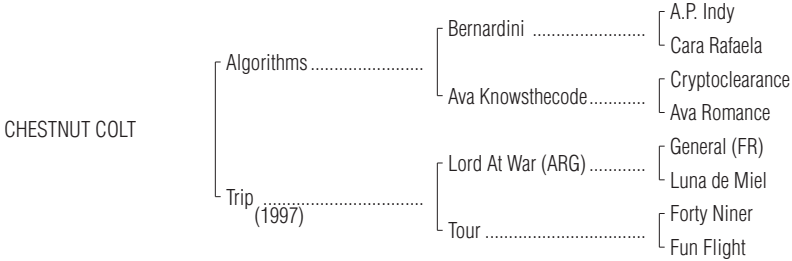 A.P. Indy
Bernardini ........................
Cara Rafaela
Algorithms ........................
Cryptoclearance
Ava Knowsthecode............
Ava Romance
CHESTNUT COLT
General (FR)
Lord At War (ARG) ............
Luna de Miel
Trip ..................................
(1997)
Forty Niner
Tour ..................................
Fun Flight